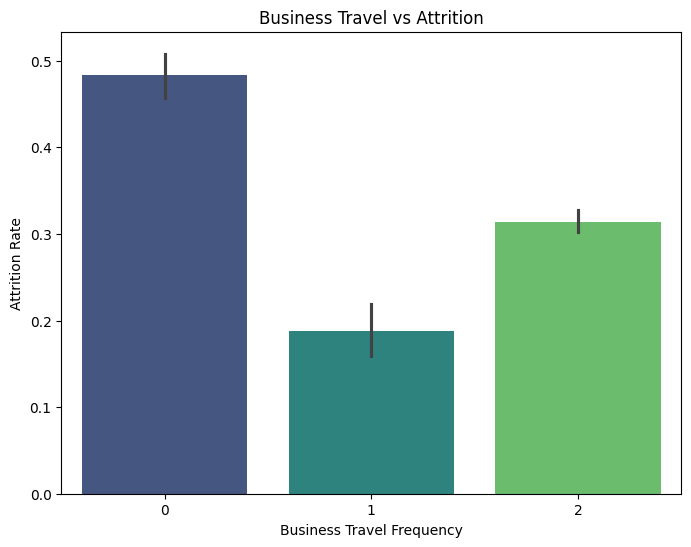 Business Travel vs Attrition
0.5
0.4
0.3
0.2
0.1
0.0
Attrition Rate
0 1 2
Business Travel Frequency